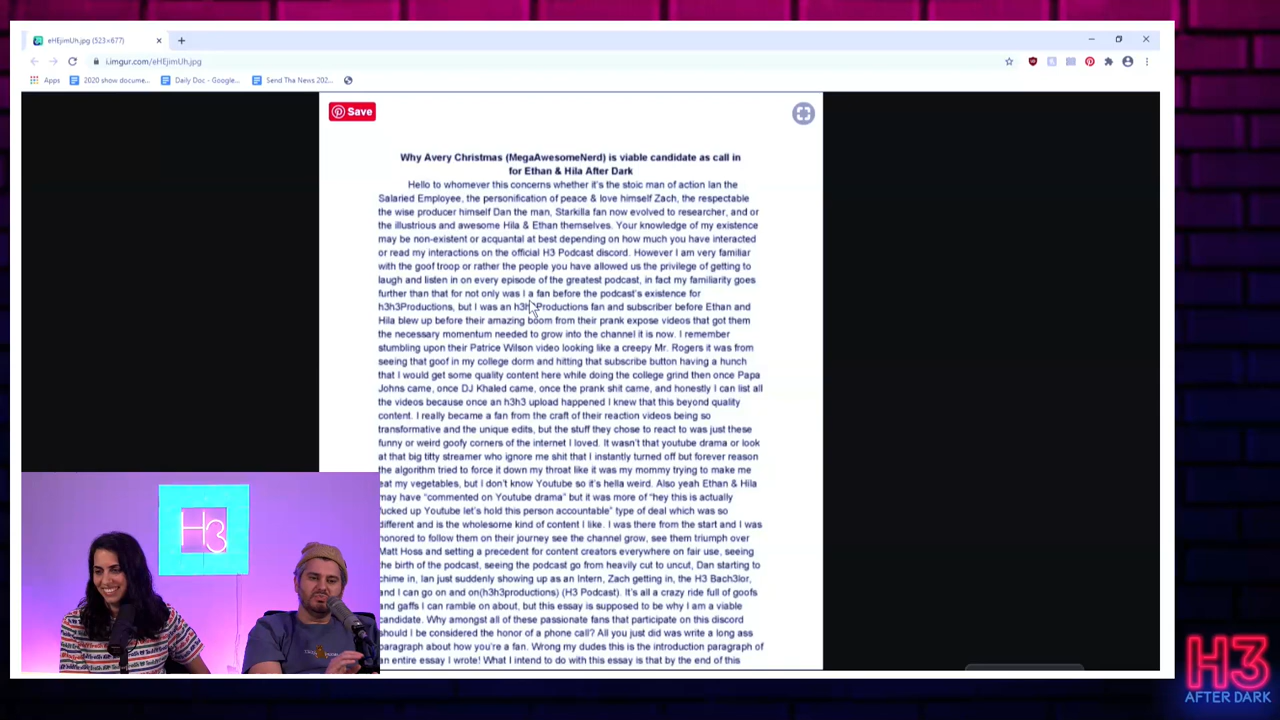 eHEjimUh.jpg (523×677)
i.imgur.com/eHEjimUh.jpg
Apps
2020 show docume...
Daily Doc - Google...
Send Tha News 202...
Save
Why Avery Christmas (MegaAwesomeNerd) is viable candidate as call in
for Ethan & Hila After Dark
Hello to whomever this concerns whether it's the stoic man of action Ian the
Salaried Employee, the personification of peace & love himself Zach, the respectable
the wise producer himself Dan the man, Starkilla fan now evolved to researcher, and or
the illustrious and awesome Hila & Ethan themselves. Your knowledge of my existence
may be non-existent or acquantal at best depending on how much you have interacted
or read my interactions on the official H3 Podcast discord. However I am very familiar
with the goof troop or rather the people you have allowed us the privilege of getting to
laugh and listen in on every episode of the greatest podcast, in fact my familiarity goes
further than that for not only was I a fan before the podcast's existence for
h3h3Productions, but I was an h3h3Productions fan and subscriber before Ethan and
Hila blew up before their amazing boom from their prank expose videos that got them
the necessary momentum needed to grow into the channel it is now. I remember
stumbling upon their Patrice Wilson video looking like a creepy Mr. Rogers it was from
seeing that goof in my college dorm and hitting that subscribe button having a hunch
that I would get some quality content here while doing the college grind then once Papa
Johns came, once DJ Khaled came, once the prank shit came, and honestly I can list all
the videos because once an h3h3 upload happened I knew that this beyond quality
content. I really became a fan from the craft of their reaction videos being so
transformative and the unique edits, but the stuff they chose to react to was just these
funny or weird goofy corners of the internet I loved. It wasn't that youtube drama or look
at that big titty streamer who ignore me shit that I instantly turned off but forever reason
the algorithm tried to force it down my throat like it was my mommy trying to make me
eat my vegetables, but I don't know Youtube so it's hella weird. Also yeah Ethan & Hila
may have "commented on Youtube drama" but it was more of "hey this is actually
fucked up Youtube let's hold this person accountable" type of deal which was so
different and is the wholesome kind of content I like. I was there from the start and I was
honored to follow them on their journey see the channel grow, see them triumph over
Matt Hoss and setting a precedent for content creators everywhere on fair use, seeing
the birth of the podcast, seeing the podcast go from heavily cut to uncut, Dan starting to
chime in, Ian just suddenly showing up as an Intern, Zach getting in, the H3 Bach3lor,
and I can go on and on(h3h3productions) (H3 Podcast). It's all a crazy ride full of goofs
and gaffs I can ramble on about, but this essay is supposed to be why I am a viable
candidate. Why amongst all of these passionate fans that participate on this discord
should I be considered the honor of a phone call? All you just did was write a long ass
paragraph about how you're a fan. Wrong my dudes this is the introduction paragraph of
an entire essay I wrote! What I intend to do with this essay is that by the end of this
H3
H3
AFTER DARK